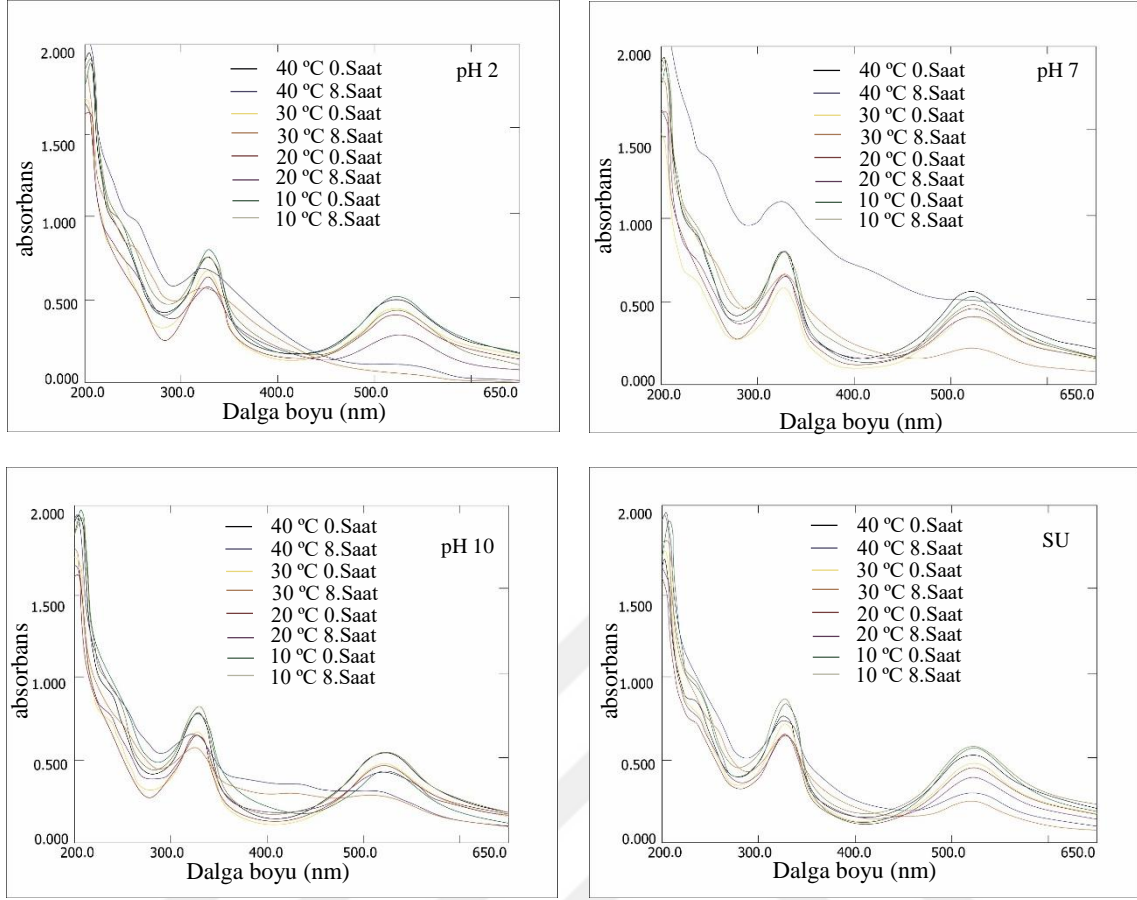 2.000
1.500
1.000
0.500
0.000
absorbans
40 ºC 0.Saat
40 ºC 8.Saat
30 ºC 0.Saat
30 ºC 8.Saat
20 ºC 0.Saat
20 ºC 8.Saat
10 ºC 0.Saat
10 ºC 8.Saat
pH 2
200.0 300.0 400.0 500.0 650.0
Dalga boyu (nm)
2.000
1.500
1.000
0.500
0.000
absorbans
40 ºC 0.Saat
40 ºC 8.Saat
30 ºC 0.Saat
30 ºC 8.Saat
20 ºC 0.Saat
20 ºC 8.Saat
10 ºC 0.Saat
10 ºC 8.Saat
pH 7
200.0 300.0 400.0 500.0 650.0
Dalga boyu (nm)
2.000
1.500
1.000
0.500
0.000
absorbans
40 ºC 0.Saat
40 ºC 8.Saat
30 ºC 0.Saat
30 ºC 8.Saat
20 ºC 0.Saat
20 ºC 8.Saat
10 ºC 0.Saat
10 ºC 8.Saat
pH 10
200.0 300.0 400.0 500.0 650.0
Dalga boyu (nm)
2.000
1.500
1.000
0.500
0.000
absorbans
40 ºC 0.Saat
40 ºC 8.Saat
30 ºC 0.Saat
30 ºC 8.Saat
20 ºC 0.Saat
20 ºC 8.Saat
10 ºC 0.Saat
10 ºC 8.Saat
SU
200.0 300.0 400.0 500.0 650.0
Dalga boyu (nm)